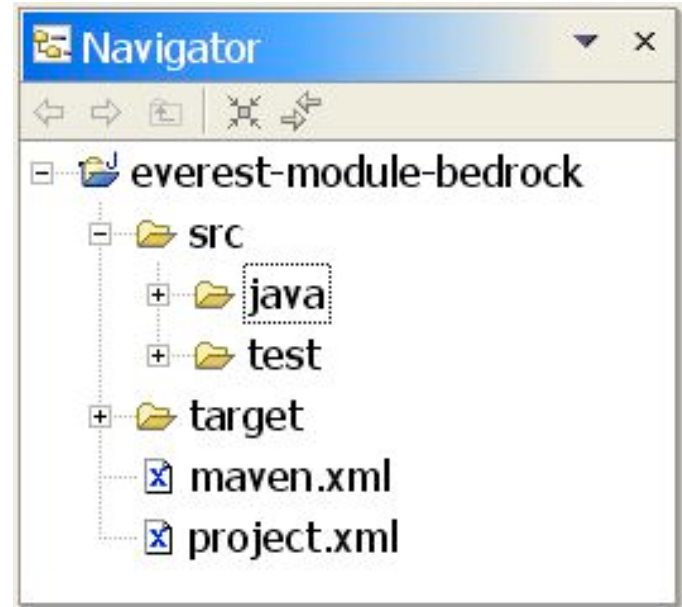 Navigator
everest-module-bedrock
src
java
test
target
maven.xml
project.xml